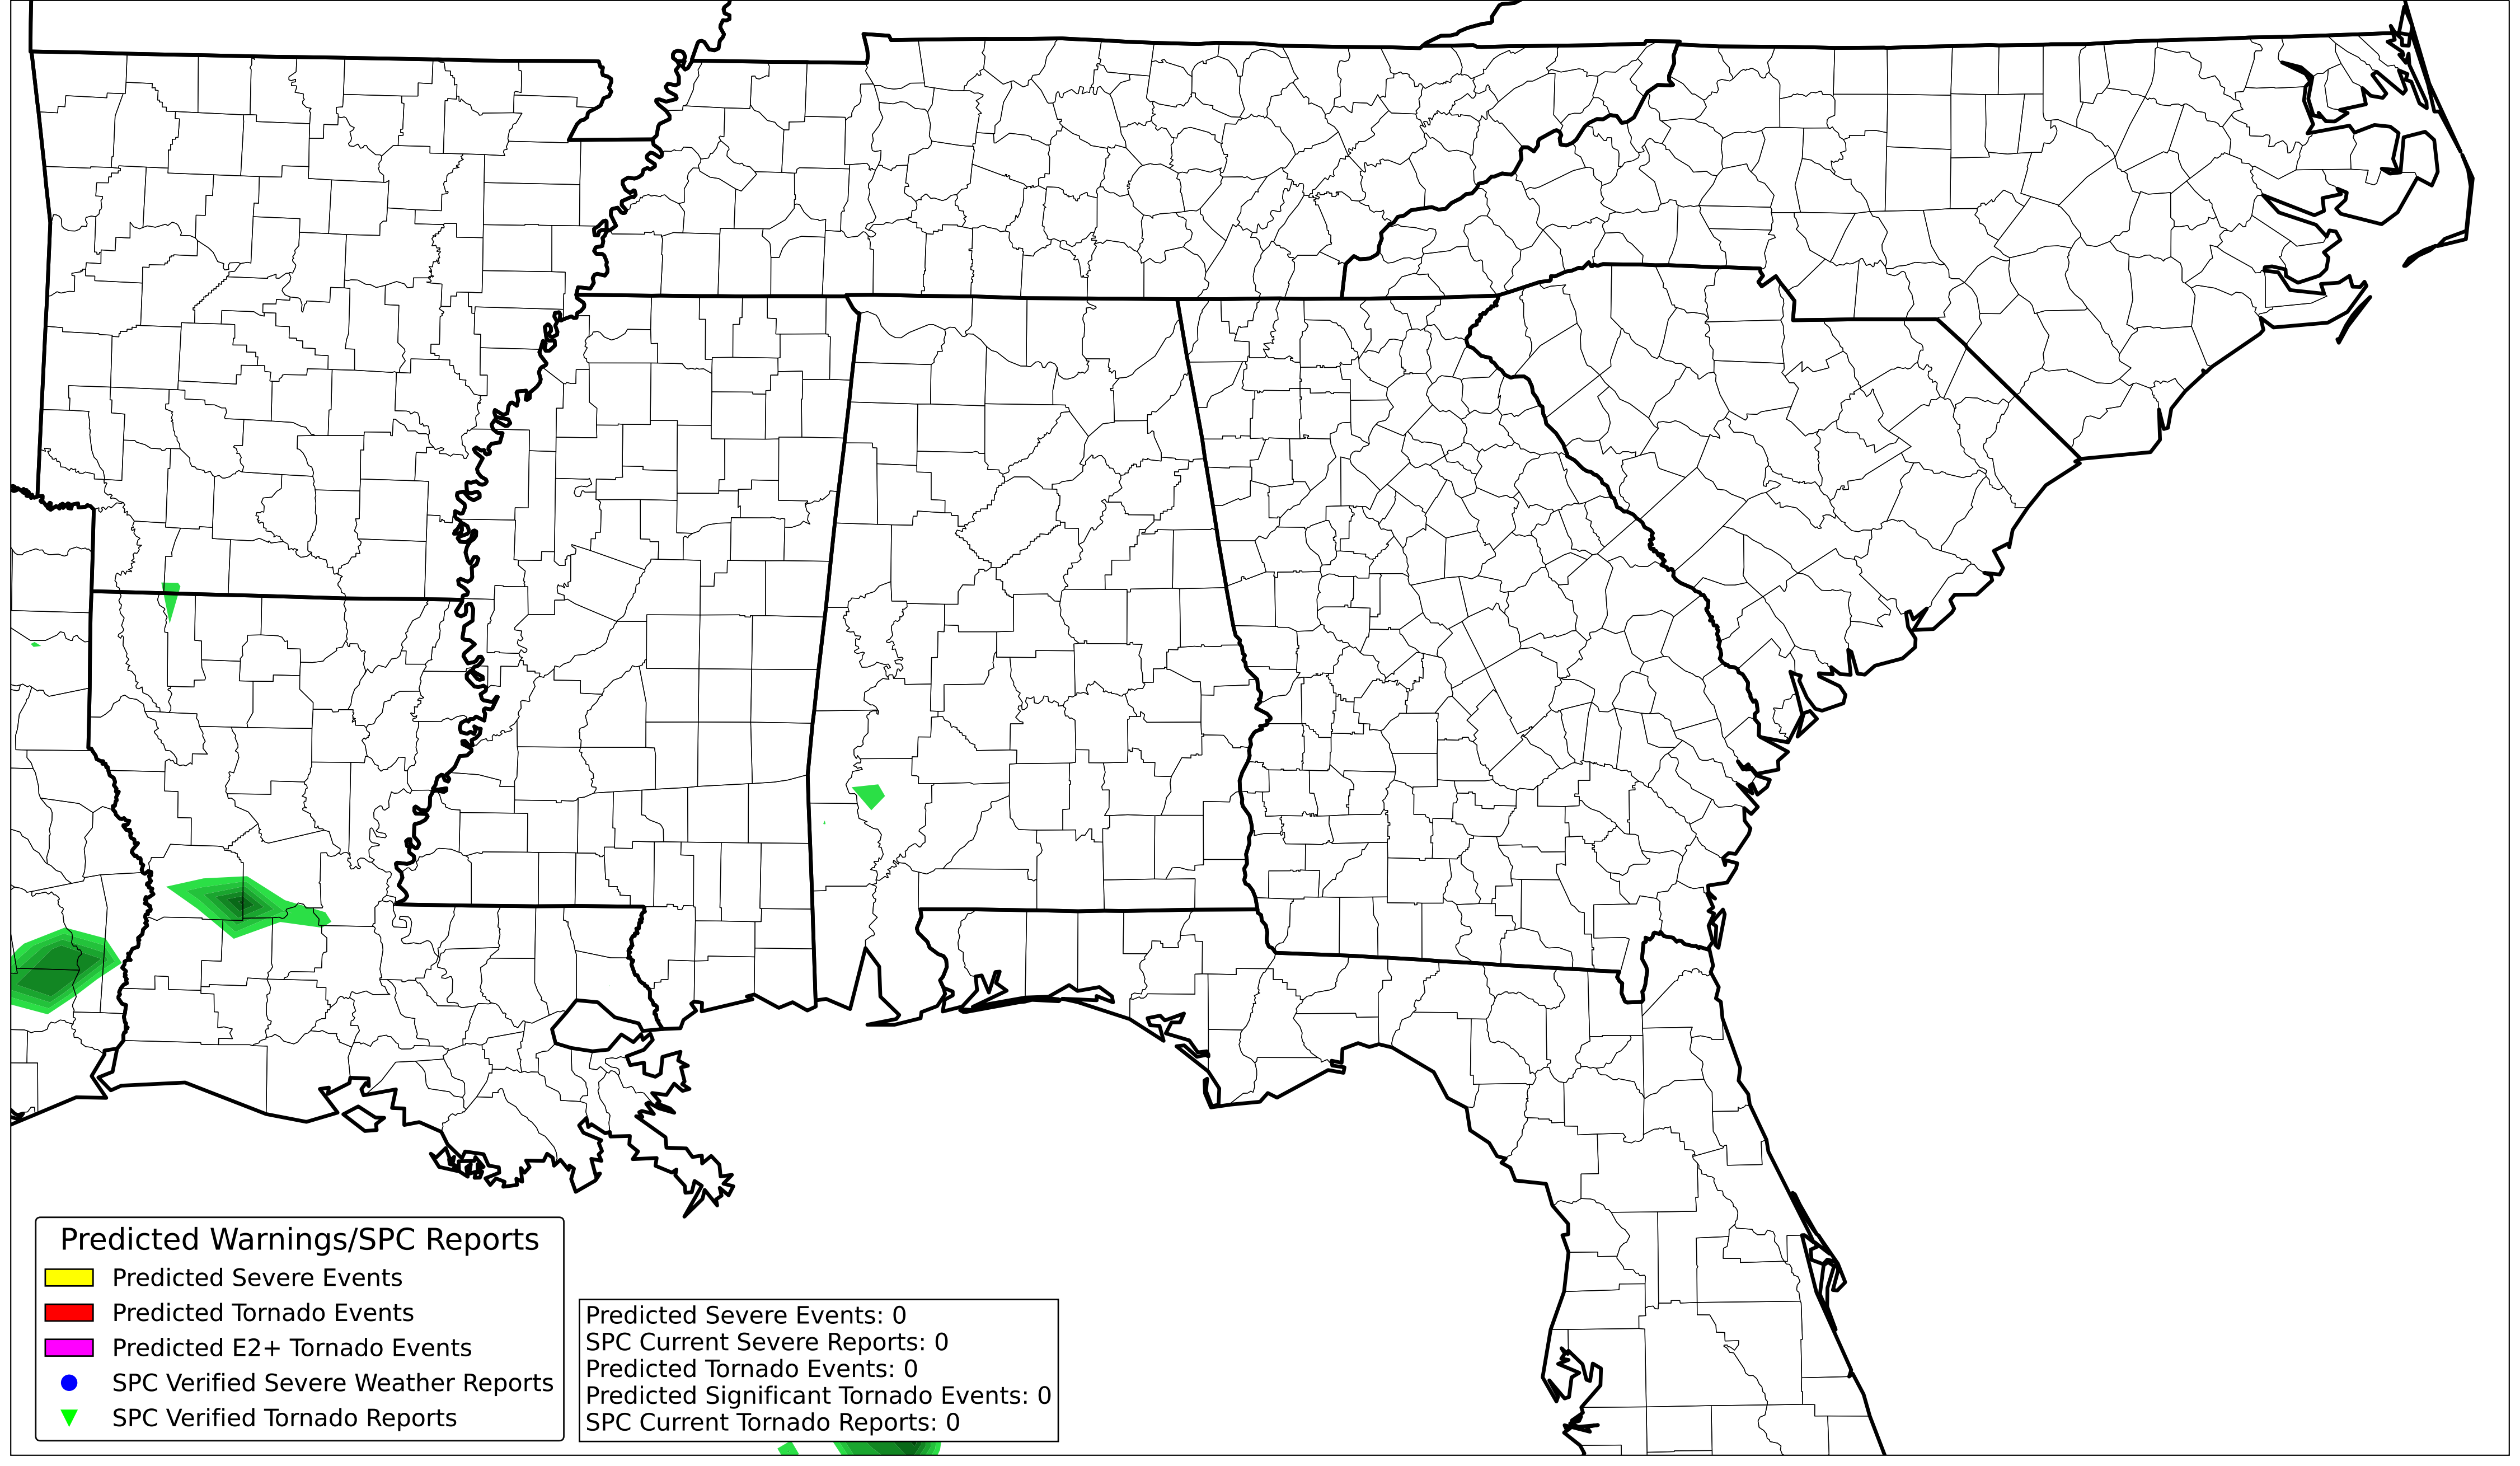 Predicted Warnings/SPC Reports
Predicted Severe Events
Predicted Tornado Events
Predicted E2+ Tornado Events
SPC Verified Severe Weather Reports
SPC Verified Tornado Reports
Predicted Severe Events: 0
SPC Current Severe Reports: 0
Predicted Tornado Events: 0
Predicted Significant Tornado Events: 0
SPC Current Tornado Reports: 0